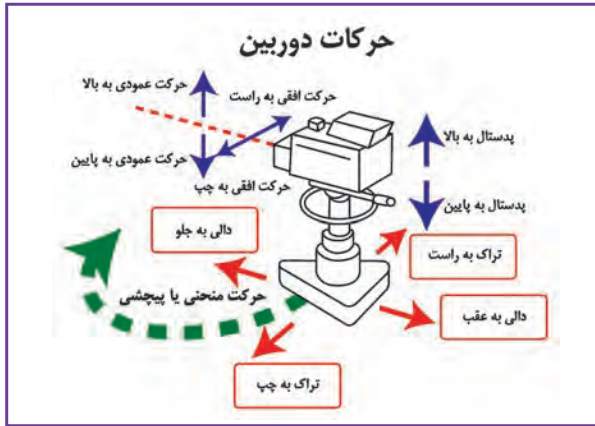 حرکات دوربین
حرکت عمودی به بالا
حرکت افقی به راست
پدستال به بالا
حرکت عمودی به پایین
حرکت افقی به چپ
پدستال به پایین
دالی به جلو
تراک به راست
حرکت منحنی یا پیچشی
دالی به عقب
تراک به چپ